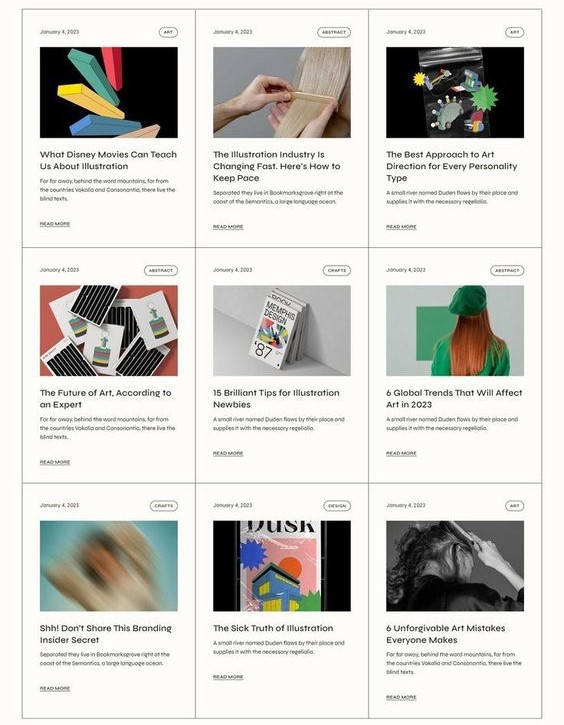 January 4, 2023
ART
What Disney Movies Can Teach
Us About Illustration
Far far away, behind the word mountains, far from
the countries Vokalia and Consonantia, there live the
blind texts.
READ MORE
January 4, 2023
ABSTRACT
The Illustration Industry Is
Changing Fast. Here's How to
Keep Pace
Separated they live in Bookmarksgrove right at the
coast of the Semantics, a large language ocean.
READ MORE
January 4, 2023
ART
The Best Approach to Art
Direction for Every Personality
Type
A small river named Duden flows by their place and
supplies it with the necessary regelialia.
READ MORE
January 4, 2023
ABSTRACT
The Future of Art, According to
an Expert
Far far away, behind the word mountains, far from
the countries Vokalia and Consonantia, there live the
blind texts.
READ MORE
January 4, 2023
CRAFTS
BOOK
MEMPHIS
DESIGN
'87
15 Brilliant Tips for Illustration
Newbies
A small river named Duden flows by their place and
supplies it with the necessary regelialia.
READ MORE
January 4, 2023
ABSTRACT
6 Global Trends That Will Affect
Art in 2023
A small river named Duden flows by their place and
supplies it with the necessary regelialia.
READ MORE
January 4, 2023
CRAFTS
Shh! Don't Share This Branding
Insider Secret
Separated they live in Bookmarksgrove right at the
coast of the Semantics, a large language ocean.
READ MORE
January 4, 2023
DESIGN
Dusk
The Sick Truth of Illustration
A small river named Duden flows by their place and
supplies it with the necessary regelialia.
READ MORE
January 4, 2023
ART
6 Unforgivable Art Mistakes
Everyone Makes
Far far away, behind the word mountains, far from
the countries Vokalia and Consonantia, there live the
blind texts.
READ MORE